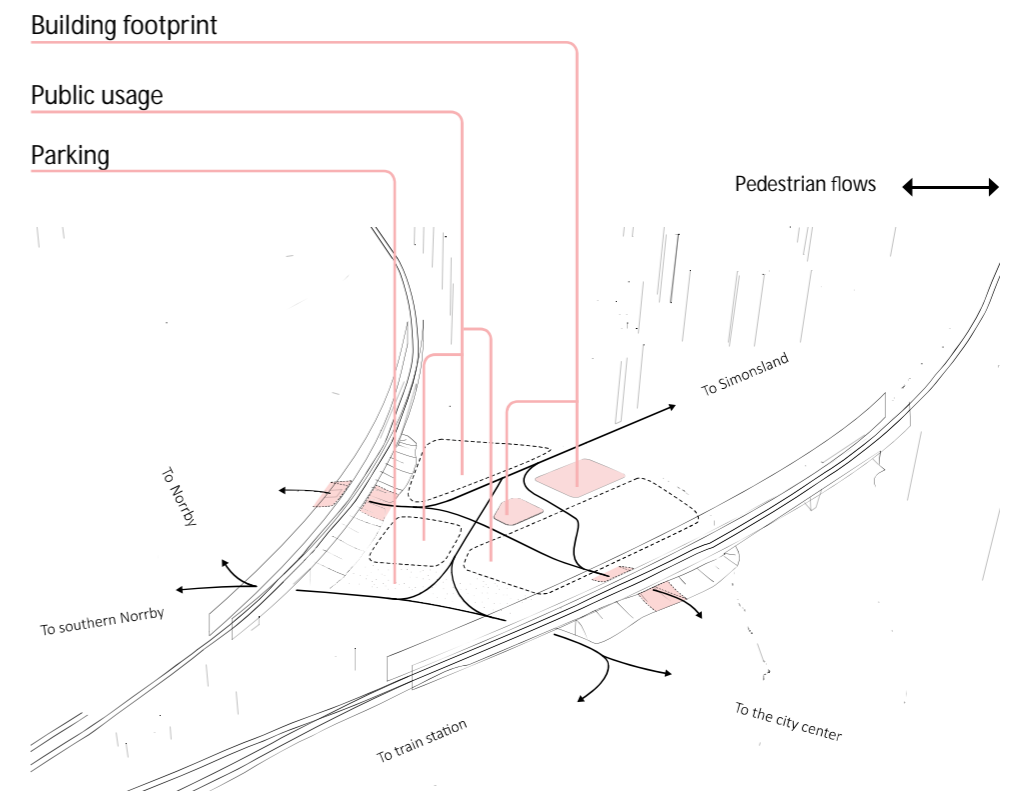 Building footprint
Public usage
Parking
Pedestrian flows
To Simonsland
To Norrby
To southern Norrby
To train station
To the city center